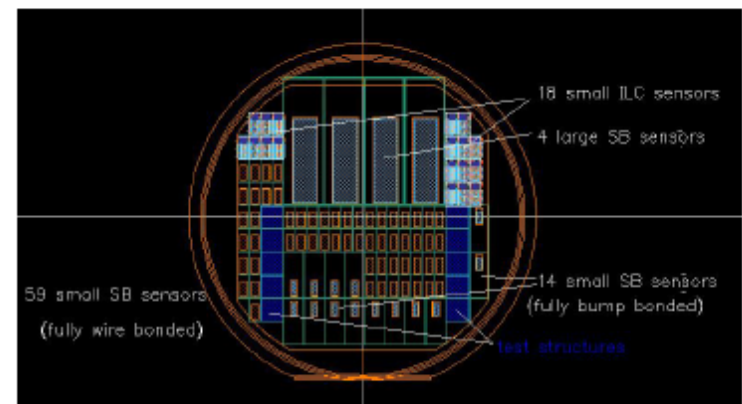 18 small ILC sensors
4 large SB sensors
59 small SB sensors
(fully wire bonded)
14 small SB sensors
(fully bump bonded)
test structures